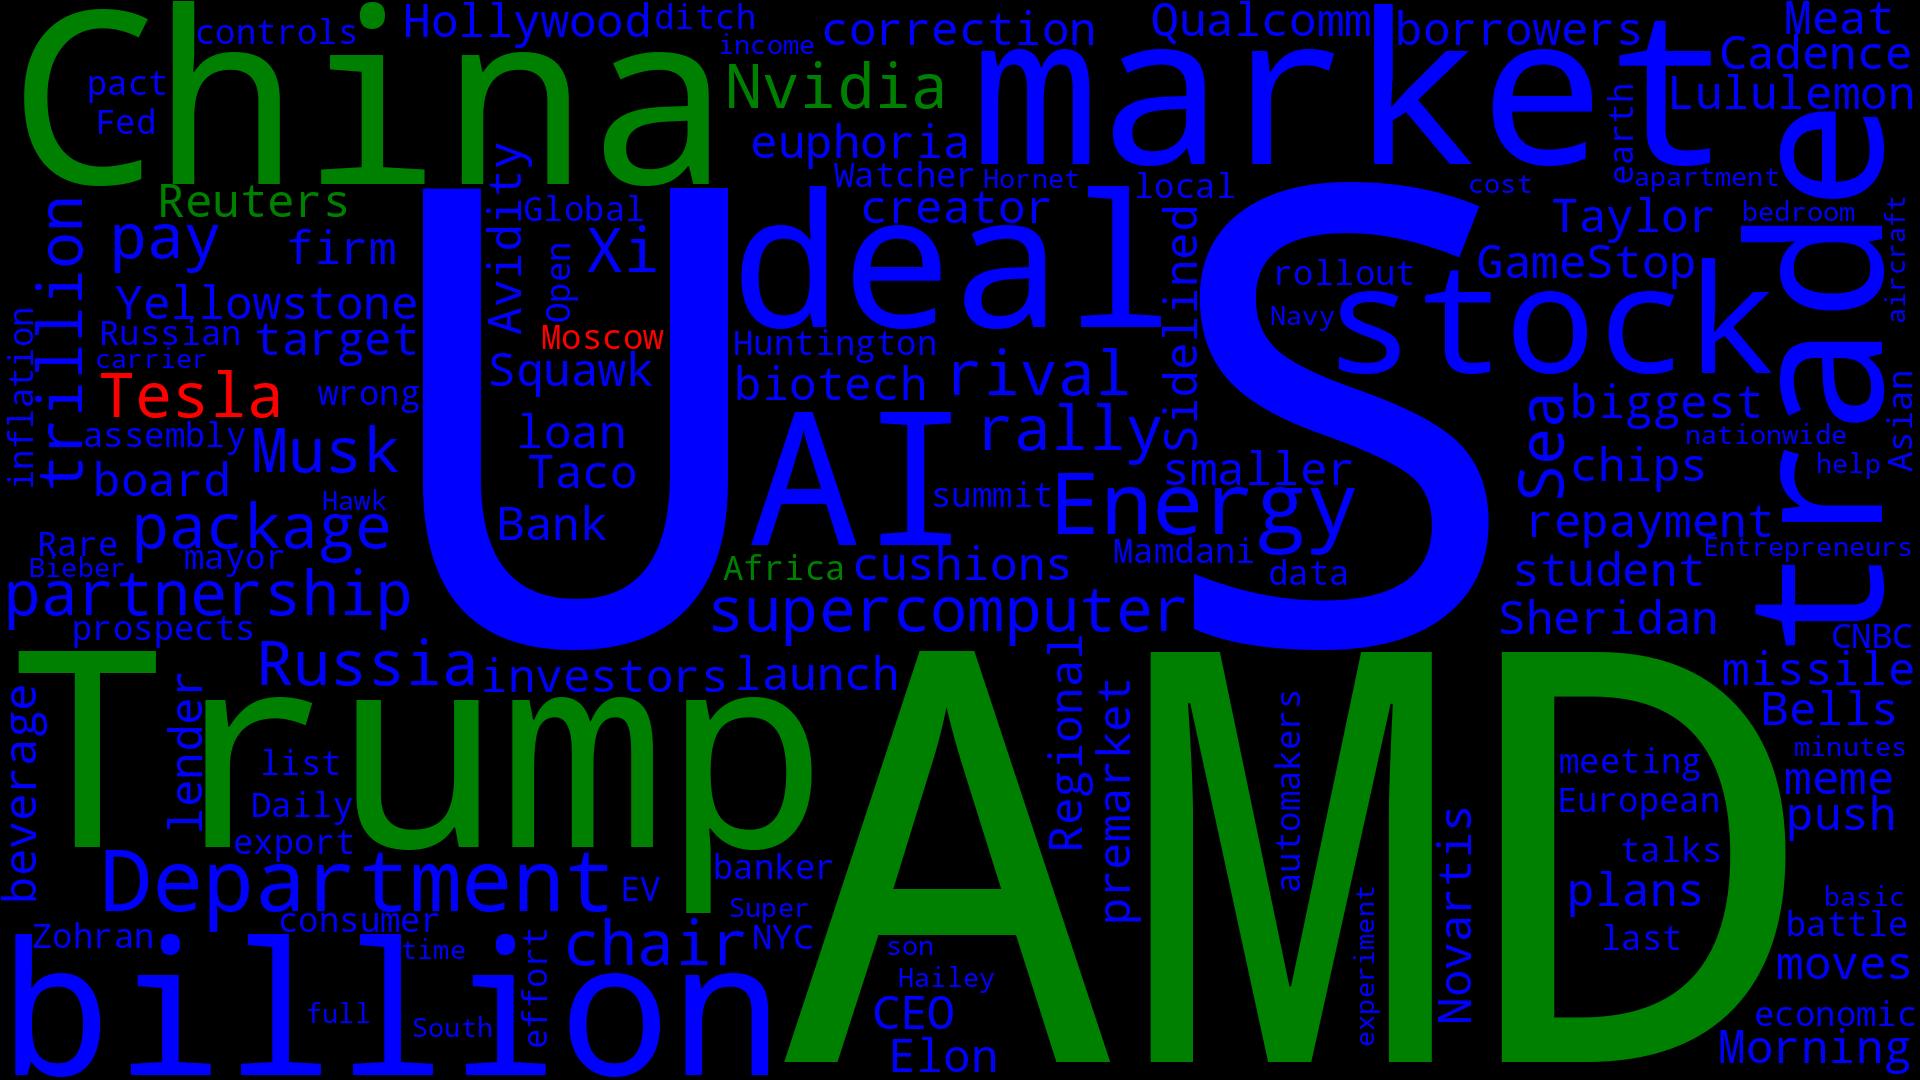 China
controls
Hollywood
ditch
income
correction
Qualcomm
borrowers
Meat
Cadence
Lululemon
pact
Fed
Nvidia
market
earth
euphoria
Watcher
Hornet
local
cost
apartment
Reuters
Avidity
Global
creator
Taylor
bedroom
aircraft
trade
trillion
pay
firm
Open
Xi
deal
Sidelined
rollout
GameStop
Yellowstone
Navy
stock
inflation
Russian
target
Moscow
Huntington
carrier
Tesla
wrong
Squawk
biotech
rival
US
Sea
biggest
Asian
assembly
Musk
loan
AI
rally
nationwide
board
Taco
smaller
chips
help
Hawk
summit
Energy
package
Bank
repayment
Rare
mayor
Mamdani
Entrepreneurs
Bieber
Africa
cushions
data
student
partnership
supercomputer
Sheridan
prospects
CNBC
Russia
investors
launch
Regional
missile
Trump
AMD
beverage
lender
premarket
automakers
Bells
list
meeting
minutes
Daily
European
meme
export
push
Department
banker
Novartis
talks
EV
plans
basic
consumer
Super
experiment
battle
Zohran
time
effort
chair
NYC
son
last
billion
Hailey
moves
full
South
CEO
economic
Elon
Morning